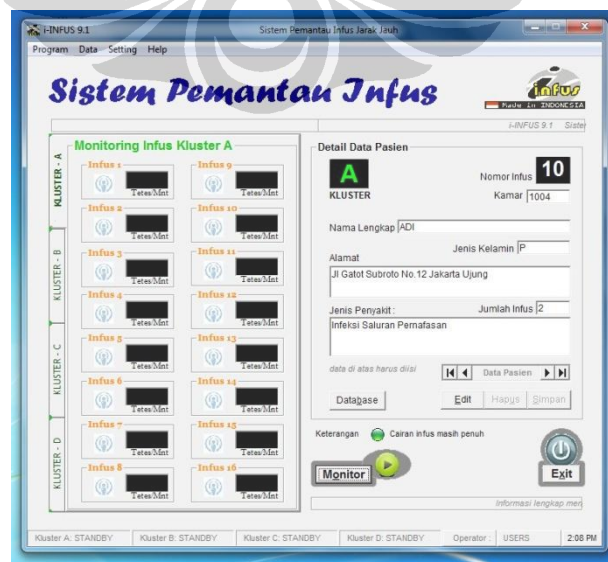 i-INFUS 9.1 Sistem Pemantau Infus Jarak Jauh
Program Data Setting Help
Sistem Pemantau Infus
infus
Made in INDONESIA
i-INFUS 9.1 Sister
KLUSTER - A
KLUSTER - B
KLUSTER - C
KLUSTER - D
Monitoring Infus Kluster A
Infus 1 Infus 9
Tetes/Mnt Tetes/Mnt
Infus 2 Infus 10
Tetes/Mnt Tetes/Mnt
Infus 3 Infus 11
Tetes/Mnt Tetes/Mnt
Infus 4 Infus 12
Tetes/Mnt Tetes/Mnt
Infus 5 Infus 13
Tetes/Mnt Tetes/Mnt
Infus 6 Infus 14
Tetes/Mnt Tetes/Mnt
Infus 7 Infus 15
Tetes/Mnt Tetes/Mnt
Infus 8 Infus 16
Tetes/Mnt Tetes/Mnt
Detail Data Pasien
A
KLUSTER
Nomor Infus 10
Kamar 1004
Nama Lengkap ADI
Jenis Kelamin P
Alamat
Jl Gatot Subroto No.12 Jakarta Ujung
Jenis Penyakit : Jumlah Infus 2
Infeksi Saluran Pernafasan
data di atas harus diisi
Data Pasien
Database Edit Hapus Simpan
Keterangan Cairan infus masih penuh
Monitor
Exit
Informasi lengkap menj
Kluster A: STANDBY Kluster B: STANDBY Kluster C: STANDBY Kluster D: STANDBY Operator : USERS 2:08 PM